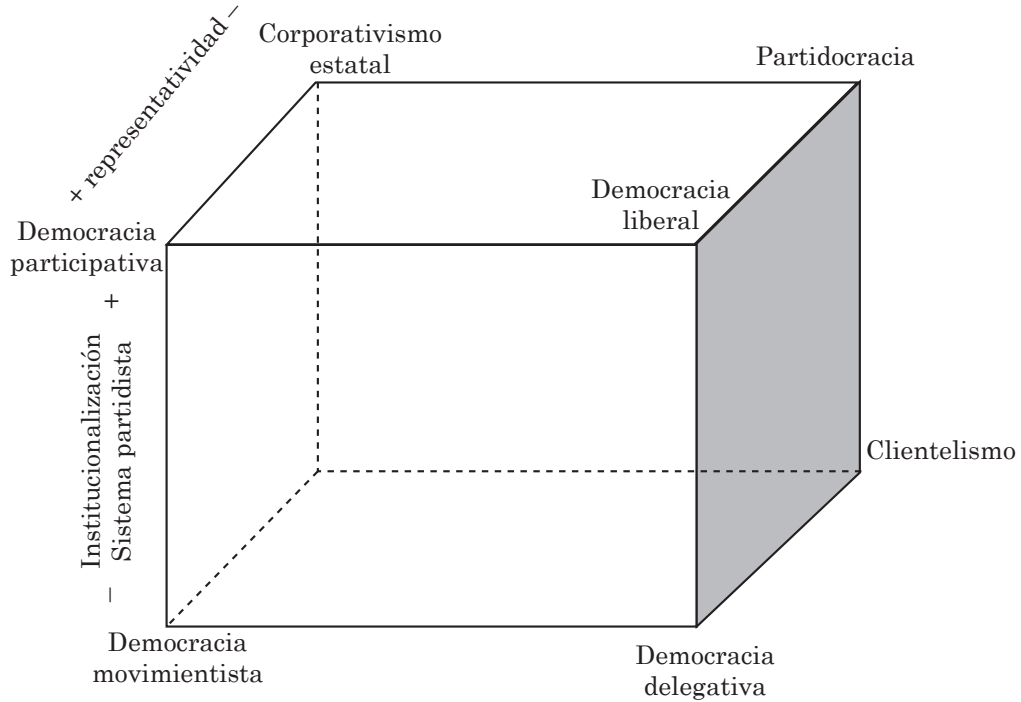 + representatividad –
Corporativismo
estatal
Partidocracia
Democracia
liberal
Democracia
participativa
– Institucionalización +
Sistema partidista
Clientelismo
Democracia
movimientista
Democracia
delegativa